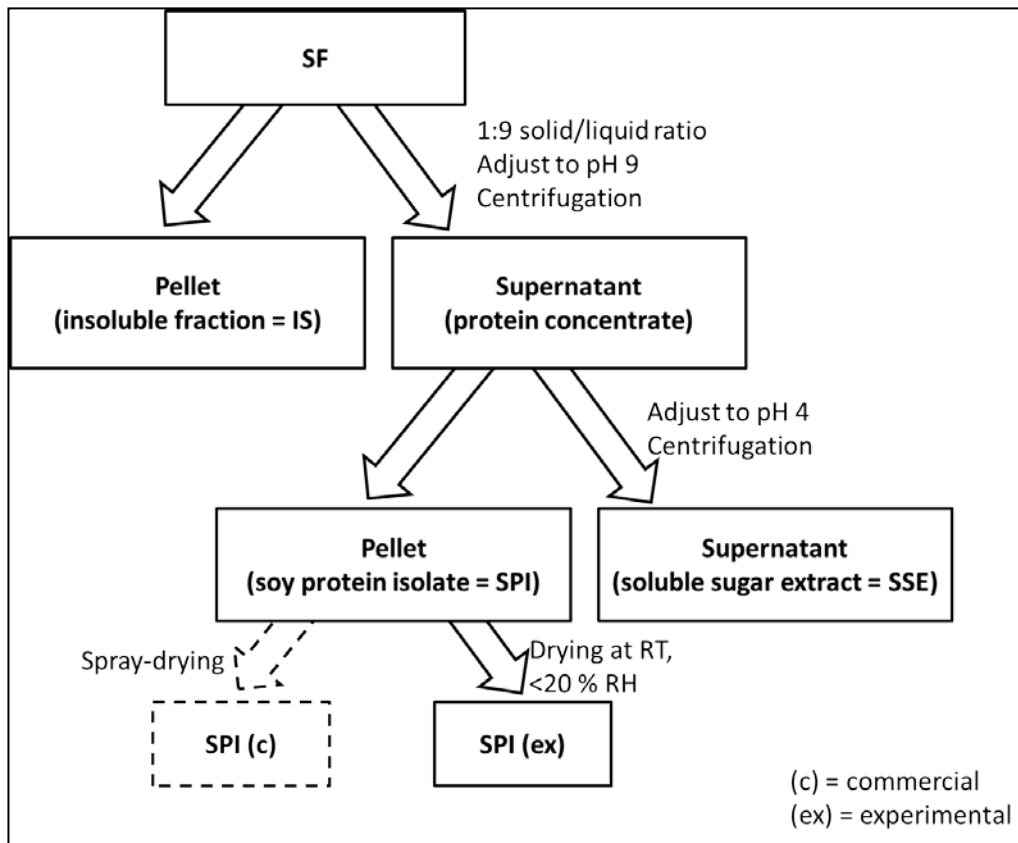 SF
1:9 solid/liquid ratio
Adjust to pH 9
Centrifugation
Pellet
(insoluble fraction = IS)
Supernatant
(protein concentrate)
Adjust to pH 4
Centrifugation
Pellet
(soy protein isolate = SPI)
Supernatant
(soluble sugar extract = SSE)
Spray-drying
Drying at RT,
<20 % RH
SPI (c)
SPI (ex)
(c) = commercial
(ex) = experimental